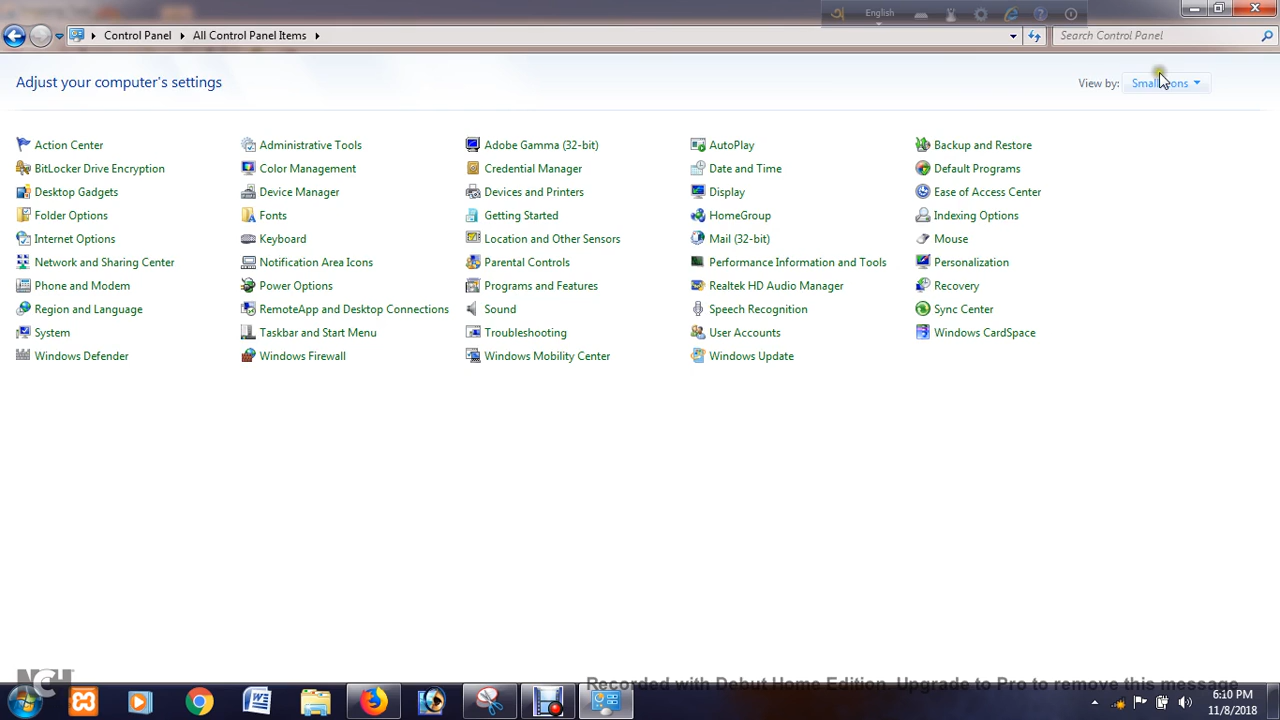 English
Control Panel All Control Panel Items Search Control Panel
Adjust your computer's settings View by:
Action Center Administrative Tools Adobe Gamma (32-bit) AutoPlay Backup and Restore
BitLocker Drive Encryption Color Management Credential Manager Date and Time Default Programs
Desktop Gadgets Device Manager Devices and Printers Display Ease of Access Center
Folder Options Fonts Getting Started HomeGroup Indexing Options
Internet Options Keyboard Location and Other Sensors Mail (32-bit) Mouse
Network and Sharing Center Notification Area Icons Parental Controls Performance Information and Tools Personalization
Phone and Modem Power Options Programs and Features Realtek HD Audio Manager Recovery
Region and Language RemoteApp and Desktop Connections Sound Speech Recognition Sync Center
System Taskbar and Start Menu Troubleshooting User Accounts Windows CardSpace
Windows Defender Windows Firewall Windows Mobility Center Windows Update
NCH
Recorded with Debut Home Edition. Upgrade to Pro to remove this message
6:10 PM
11/8/2018